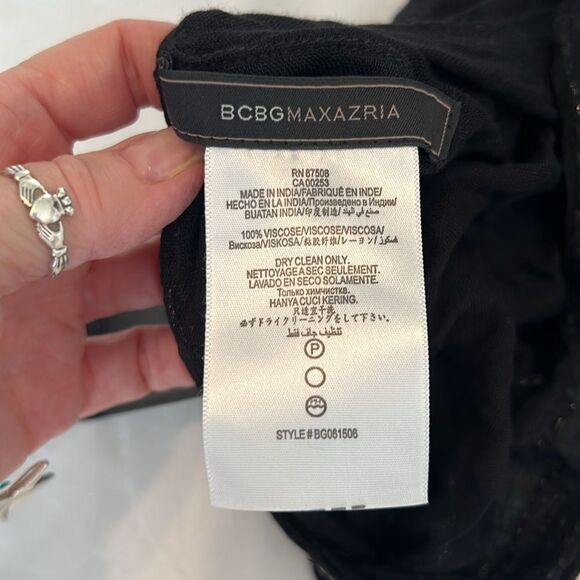 BCBGMAXAZRIA
RN 67508
CA 00253
MADE IN INDIA/FABRIQUÉ EN INDE/
HECHO EN LA INDIA/Произведено в Индии/
BUATAN INDIA/印度制造/صنع في الهند
100% VISCOSE/VISCOSE/VISCOSA/
Вискоза/VISKOSA/粘胶纤维/レーヨン/فسكوز
DRY CLEAN ONLY.
NETTOYAGE A SEC SEULEMENT.
LAVADO EN SECO SOLAMENTE.
Только химчистка.
HANYA CUCI KERING.
只适宜干洗
必ずドライクリーニングをして下さい。
تنظيف جاف فقط
P
STYLE # BG061506